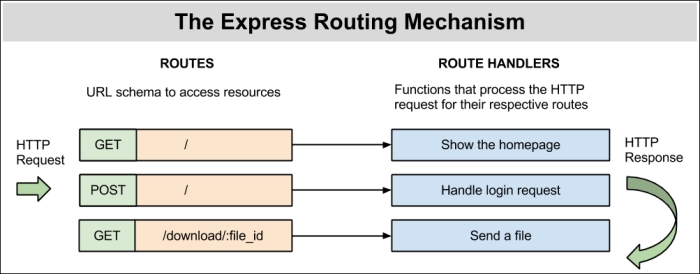 The Express Routing Mechanism
ROUTES
URL schema to access resources
ROUTE HANDLERS
Functions that process the HTTP
request for their respective routes
HTTP
Request
GET /
Show the homepage
POST /
Handle login request
GET /download/:file_id
Send a file
HTTP
Response